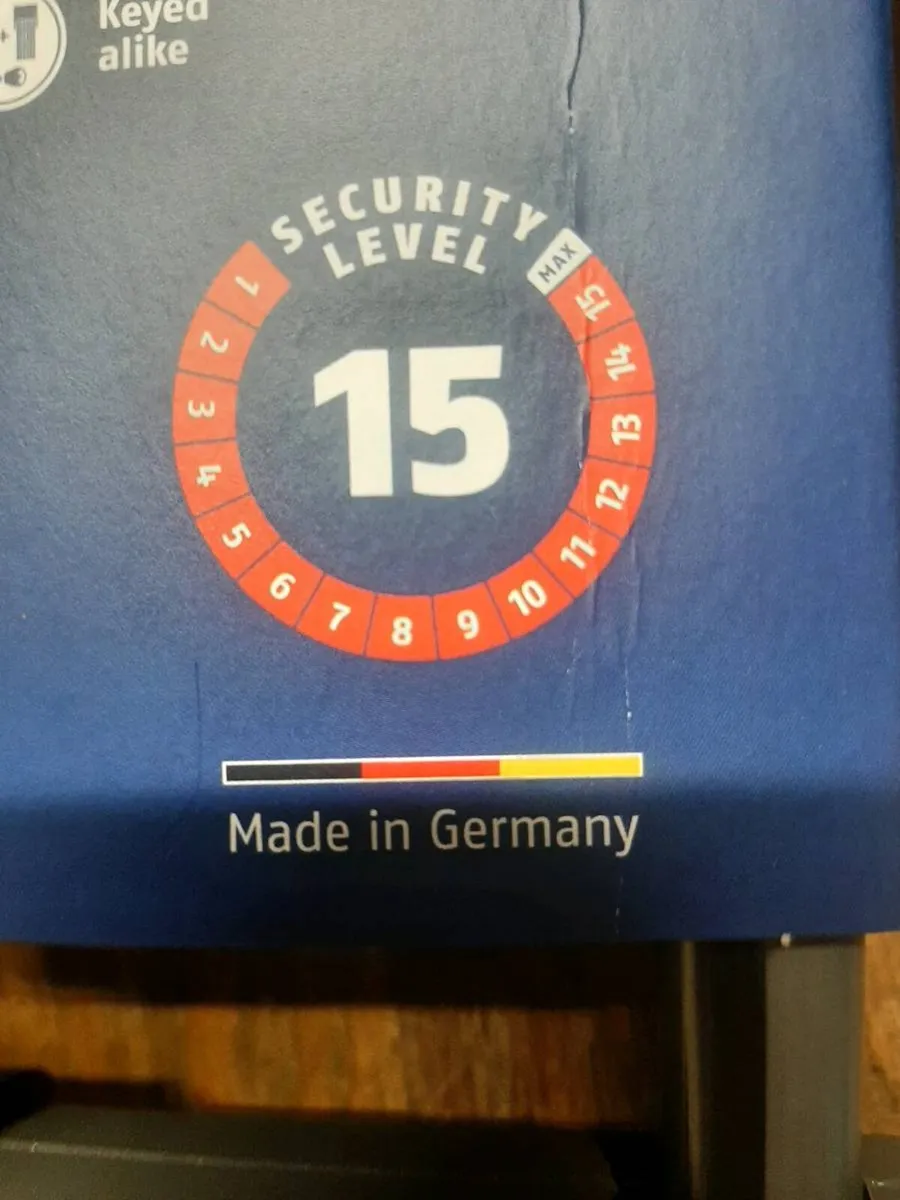 Keyed
alike
SECURITY
LEVEL
MAX
15
1
2
3
4
5
6
7
8
9
10
11
12
13
14
15
Made in Germany